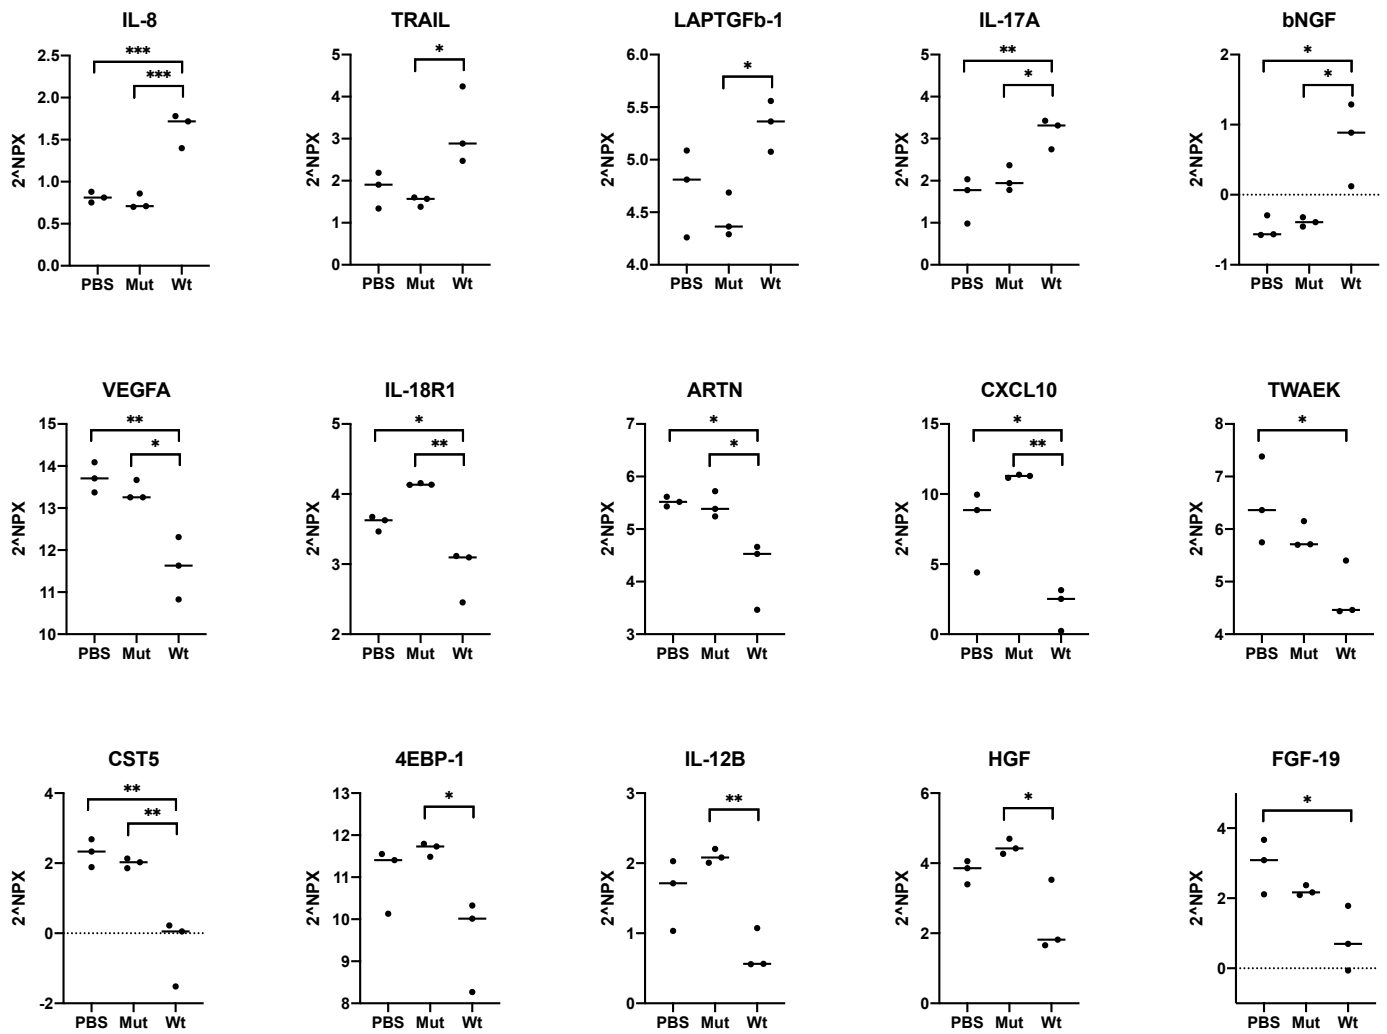 IL-8
***
***
2^NPX
2.5
2.0
1.5
1.0
0.5
0.0
PBS Mut Wt
TRAIL
*
2^NPX
5
4
3
2
1
0
PBS Mut Wt
LAPTGFb-1
*
2^NPX
6.0
5.5
5.0
4.5
4.0
PBS Mut Wt
IL-17A
**
*
2^NPX
5
4
3
2
1
0
PBS Mut Wt
bNGF
*
*
2^NPX
2
1
0
-1
PBS Mut Wt
VEGFA
**
*
2^NPX
15
14
13
12
11
10
PBS Mut Wt
IL-18R1
*
**
2^NPX
5
4
3
2
PBS Mut Wt
ARTN
*
*
2^NPX
7
6
5
4
3
PBS Mut Wt
CXCL10
*
**
2^NPX
15
10
5
0
PBS Mut Wt
TWAEK
*
2^NPX
8
7
6
5
4
PBS Mut Wt
CST5
**
**
2^NPX
4
2
0
-2
PBS Mut Wt
4EBP-1
*
2^NPX
13
12
11
10
9
8
PBS Mut Wt
IL-12B
**
2^NPX
3
2
1
0
PBS Mut Wt
HGF
*
2^NPX
6
4
2
0
PBS Mut Wt
FGF-19
*
2^NPX
4
2
0
PBS Mut Wt